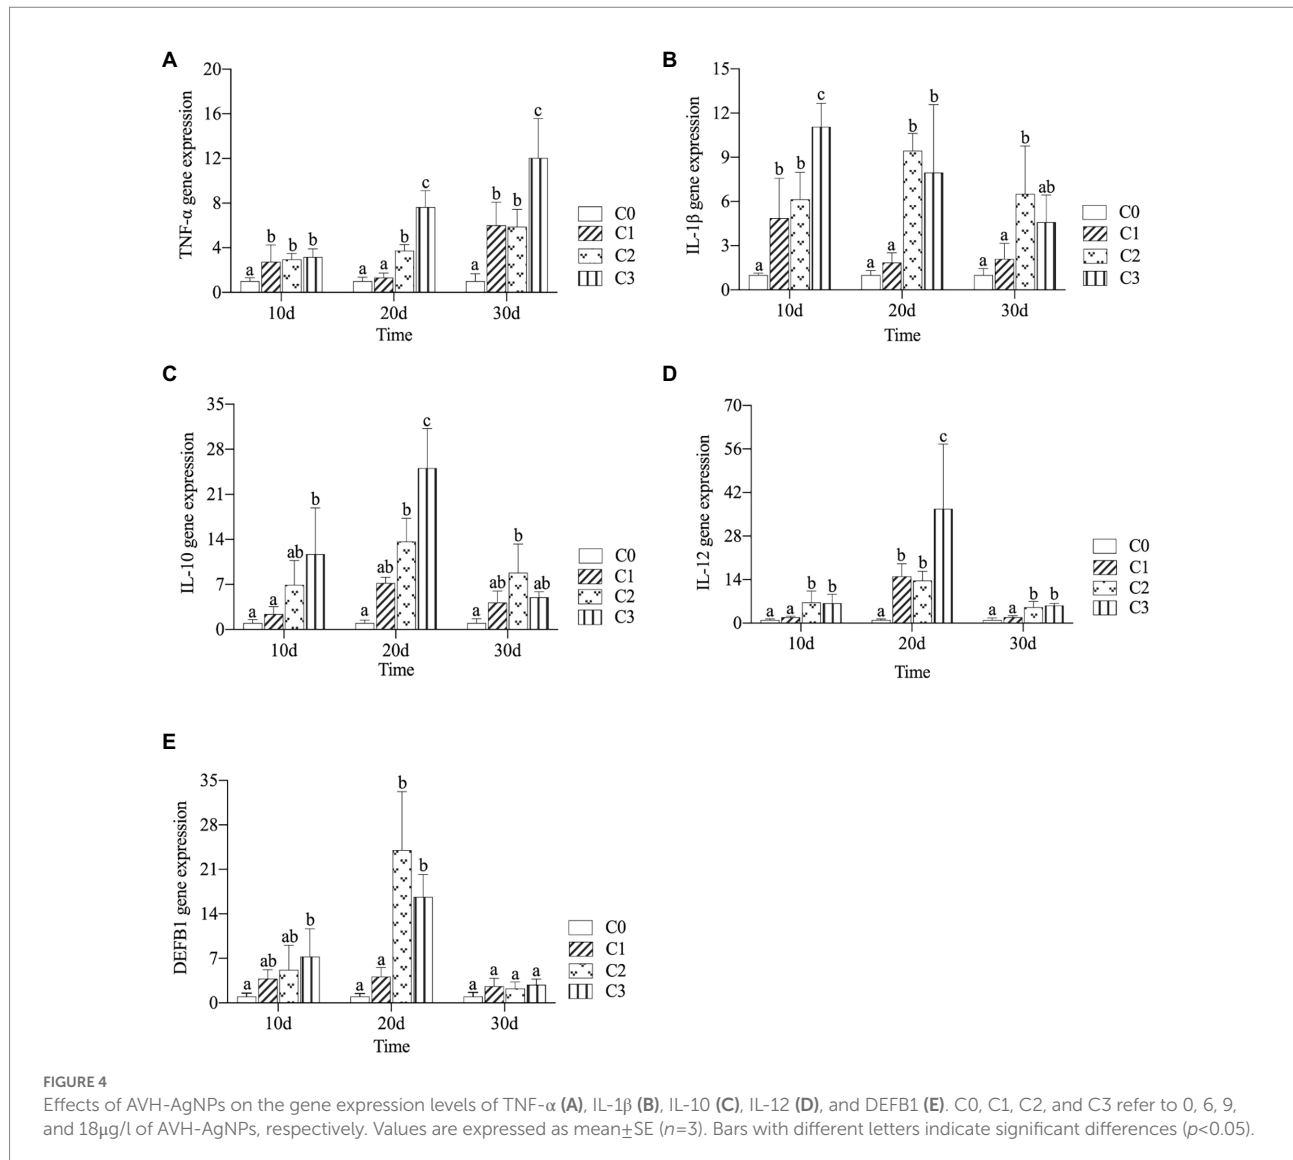 A
TNF-α gene expression
20
16
12
8
4
0
a b b b
a a b c
a b b c
10d 20d 30d
Time
C0
C1
C2
C3
B
IL-1β gene expression
15
12
9
6
3
0
a b b c
a a b b
a a b ab
10d 20d 30d
Time
C0
C1
C2
C3
C
IL-10 gene expression
35
28
21
14
7
0
a a ab b
a ab b c
a ab b ab
10d 20d 30d
Time
C0
C1
C2
C3
D
IL-12 gene expression
70
56
42
28
14
0
a a b b
a b b c
a a b b
10d 20d 30d
Time
C0
C1
C2
C3
E
DEFB1 gene expression
35
28
21
14
7
0
a ab ab b
a a b b
a a a a
10d 20d 30d
Time
C0
C1
C2
C3
FIGURE 4
Effects of AVH-AgNPs on the gene expression levels of TNF-α (A), IL-1β (B), IL-10 (C), IL-12 (D), and DEFB1 (E). C0, C1, C2, and C3 refer to 0, 6, 9,
and 18μg/l of AVH-AgNPs, respectively. Values are expressed as mean±SE (n=3). Bars with different letters indicate significant differences (p<0.05).